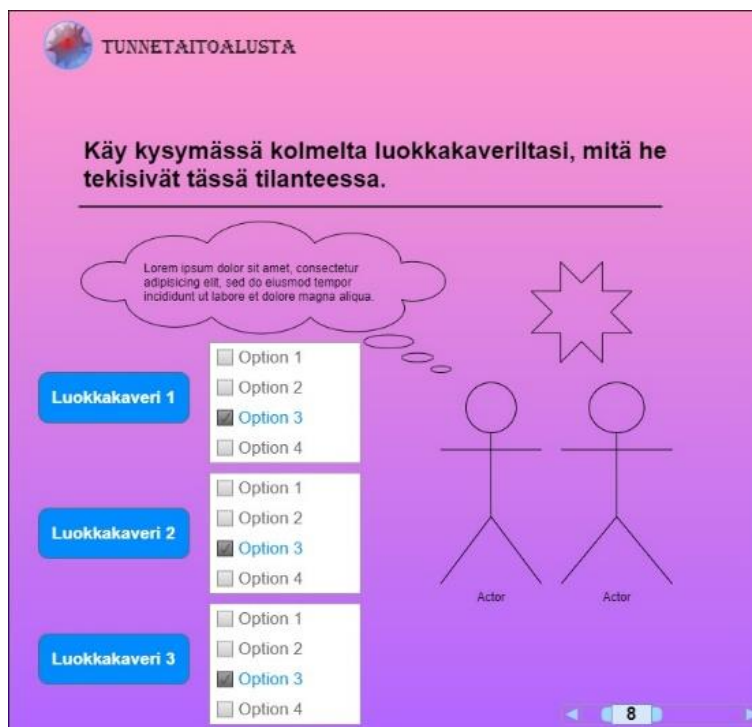 TUNNETAITOALUSTA
Käy kysymässä kolmelta luokkakaveriltasi, mitä he
tekisivät tässä tilanteessa.
Lorem ipsum dolor sit amet, consectetur
adipisicing elit, sed do eiusmod tempor
incididunt ut labore et dolore magna aliqua.
Luokkakaveri 1
Option 1
Option 2
Option 3
Option 4
Luokkakaveri 2
Option 1
Option 2
Option 3
Option 4
Luokkakaveri 3
Option 1
Option 2
Option 3
Option 4
Actor
Actor
8